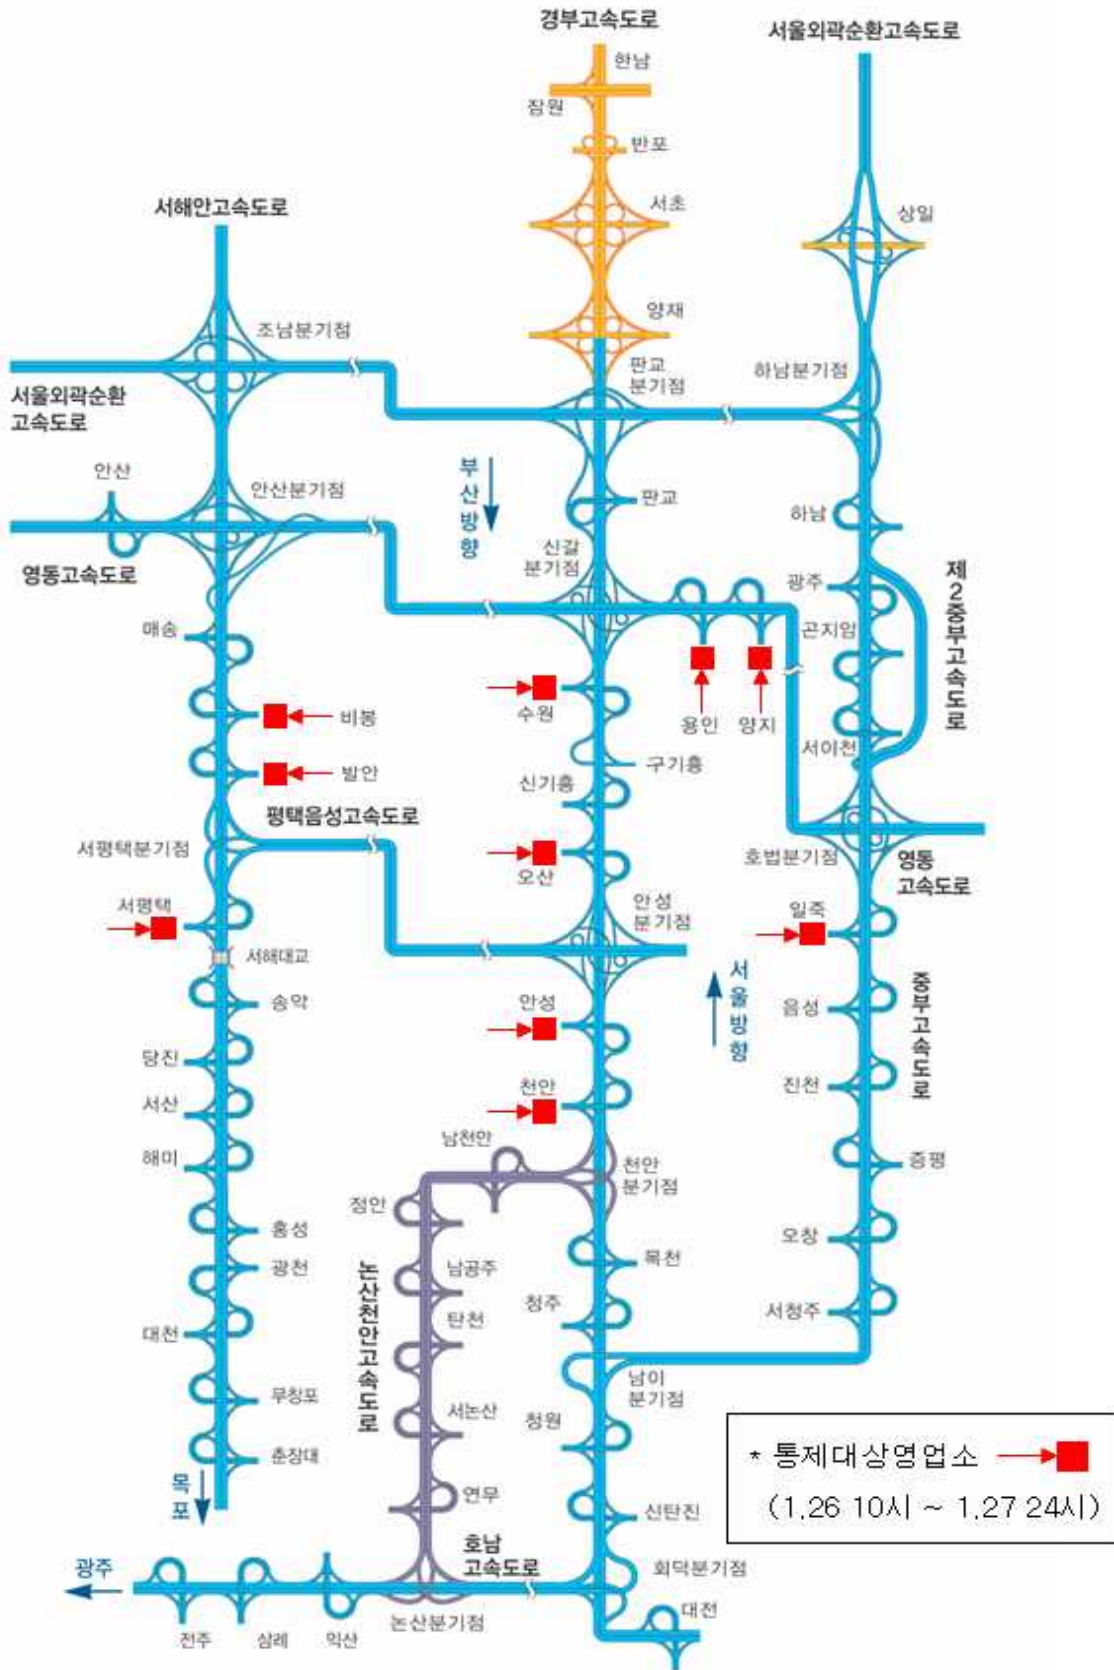 경부고속도로
서울외곽순환고속도로
한남
잠원
반포
서초
상일
서해안고속도로
양재
조남분기점
판교
분기점
하남분기점
서울외곽순환
고속도로
부산방향
안산
안산분기점
판교
하남
영동고속도로
신갈
분기점
제2중부고속도로
광주
매송
곤지암
비봉
수원
용인
양지
서이천
구기흥
발안
신기흥
평택음성고속도로
서평택분기점
호법분기점
영동
고속도로
오산
서평택
안성
분기점
일죽
서해대교
서울방향
중부고속도로
송악
안성
음성
당진
진천
서산
천안
남천안
해미
천안
분기점
증평
정안
홍성
오창
목천
광천
논산천안고속도로
남공주
청주
탄천
서청주
대천
남이
분기점
무창포
서논산
청원
* 통제대상영업소
(1.26 10시 ~ 1.27 24시)
춘장대
목포
연무
신탄진
호남
고속도로
회덕분기점
광주
대전
논산분기점
전주
삼례
익산